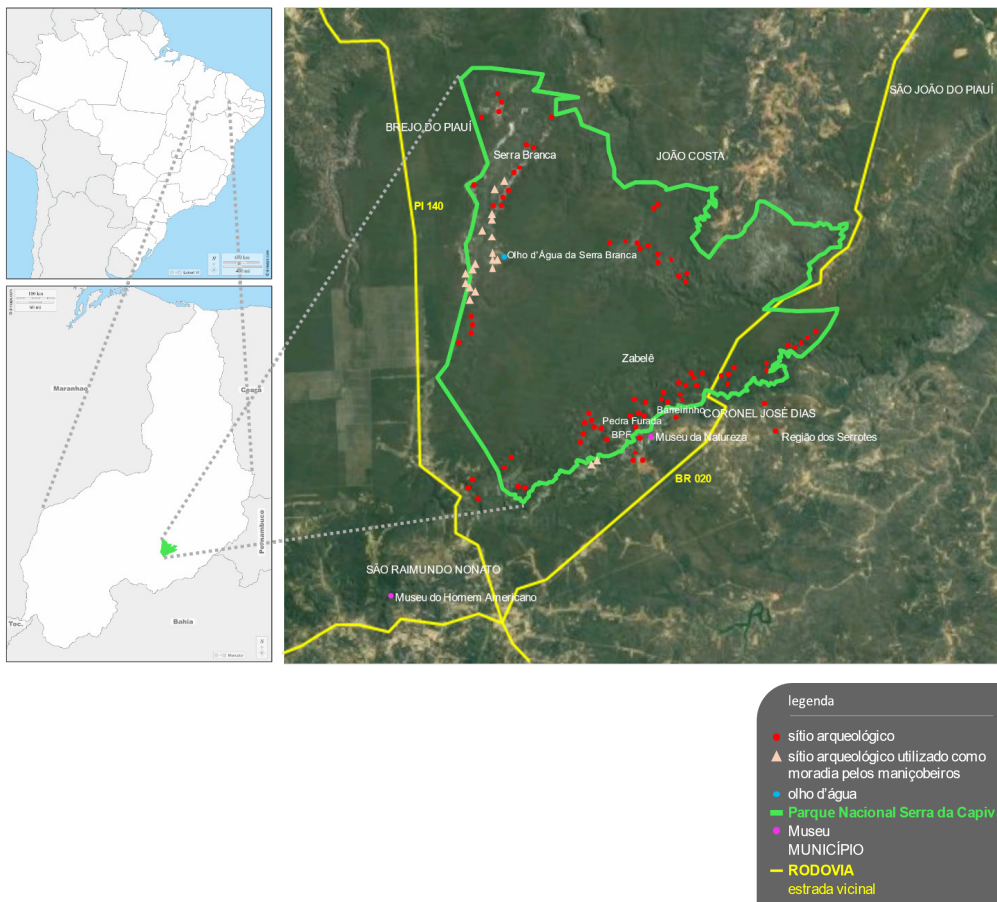 BREJO DO PIAUÍ
SÃO JOÃO DO PIAUÍ
Serra Branca
JOÃO COSTA
PI 140
Olho d'Água da Serra Branca
Zabelê
Barreirinho
CORONEL JOSÉ DIAS
Pedra Furada
BPF
Museu da Natureza
Região dos Serrotes
BR 020
SÃO RAIMUNDO NONATO
Museu do Homem Americano
Maranhão
Ceará
Pernambuco
Bahia
Toc.
legenda
sítio arqueológico
sítio arqueológico utilizado como
moradia pelos maniçobeiros
olho d'água
Parque Nacional Serra da Capiv
Museu
MUNICÍPIO
RODOVIA
estrada vicinal